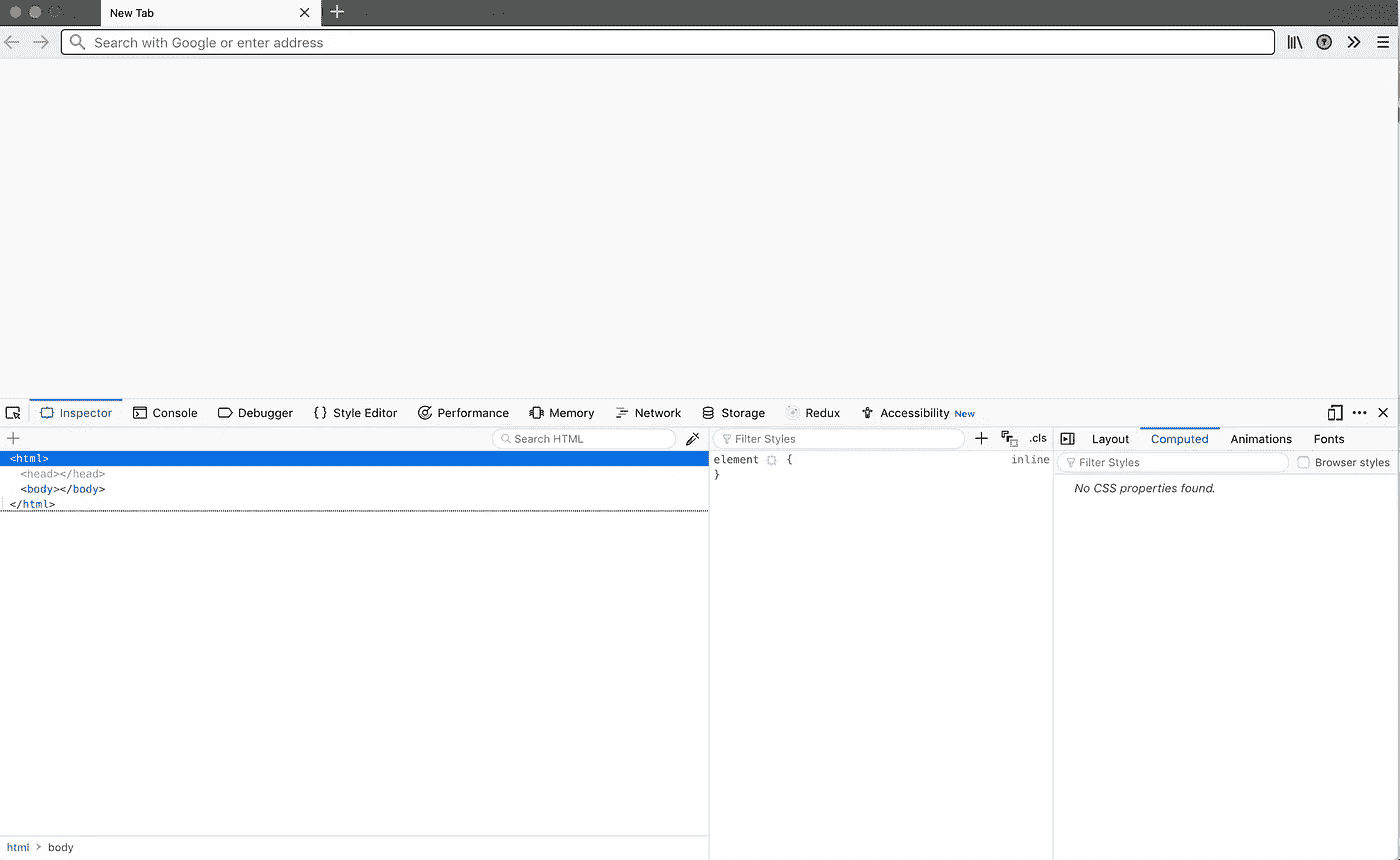 New Tab
Search with Google or enter address
Inspector Console Debugger { } Style Editor Performance Memory Network Storage Redux Accessibility New
Search HTML Filter Styles .cls Layout Computed Animations Fonts
<html> element { inline Filter Styles Browser styles
<head></head> }
<body></body> No CSS properties found.
</html>
html > body